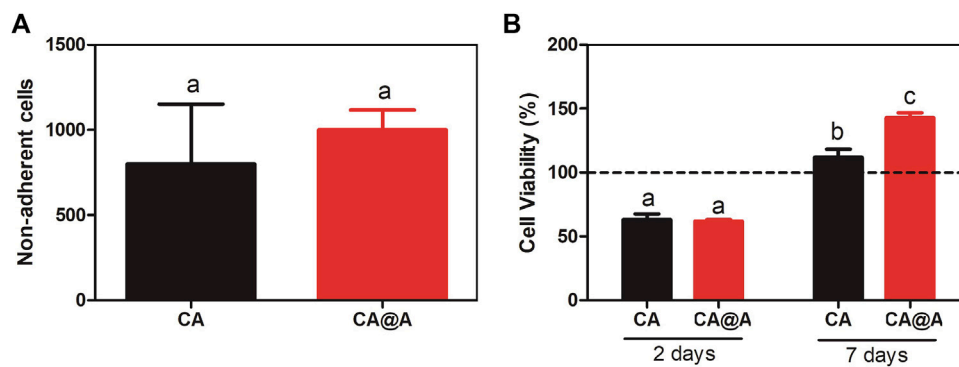 A
Non-adherent cells
1500
1000
500
0
a
a
CA
CA@A
B
Cell Viability (%)
200
150
100
50
0
a
a
b
c
CA
CA@A
CA
CA@A
2 days
7 days